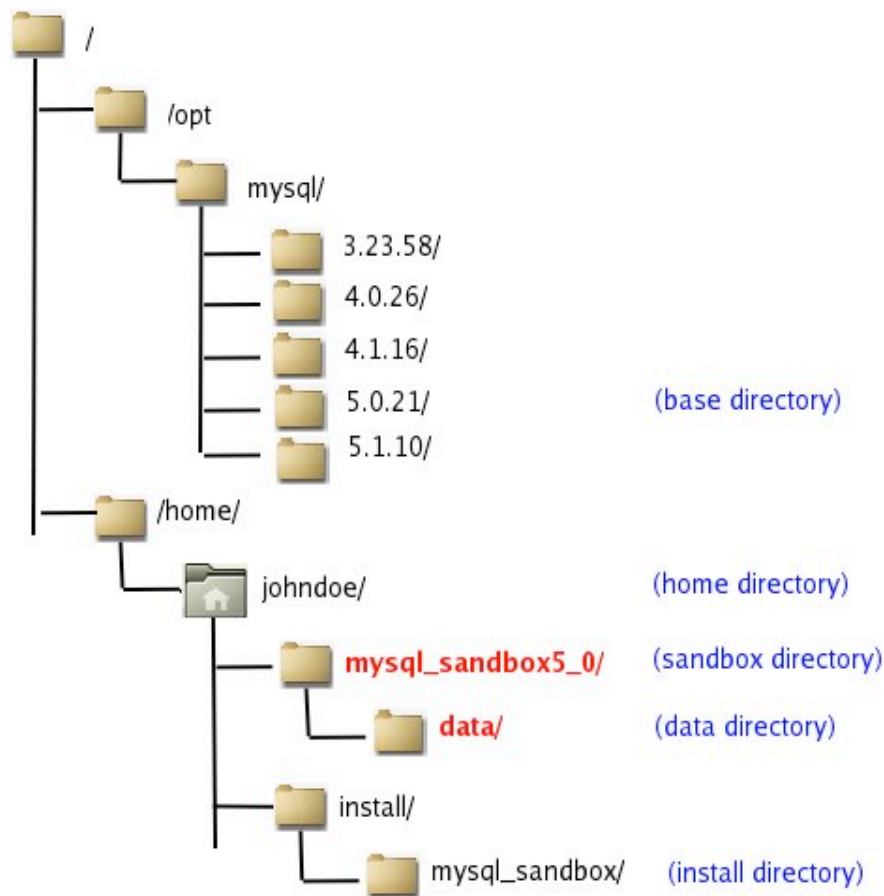 /
/opt
mysql/
3.23.58/
4.0.26/
4.1.16/
5.0.21/ (base directory)
5.1.10/
/home/
johndoe/ (home directory)
mysql_sandbox5_0/ (sandbox directory)
data/ (data directory)
install/
mysql_sandbox/ (install directory)